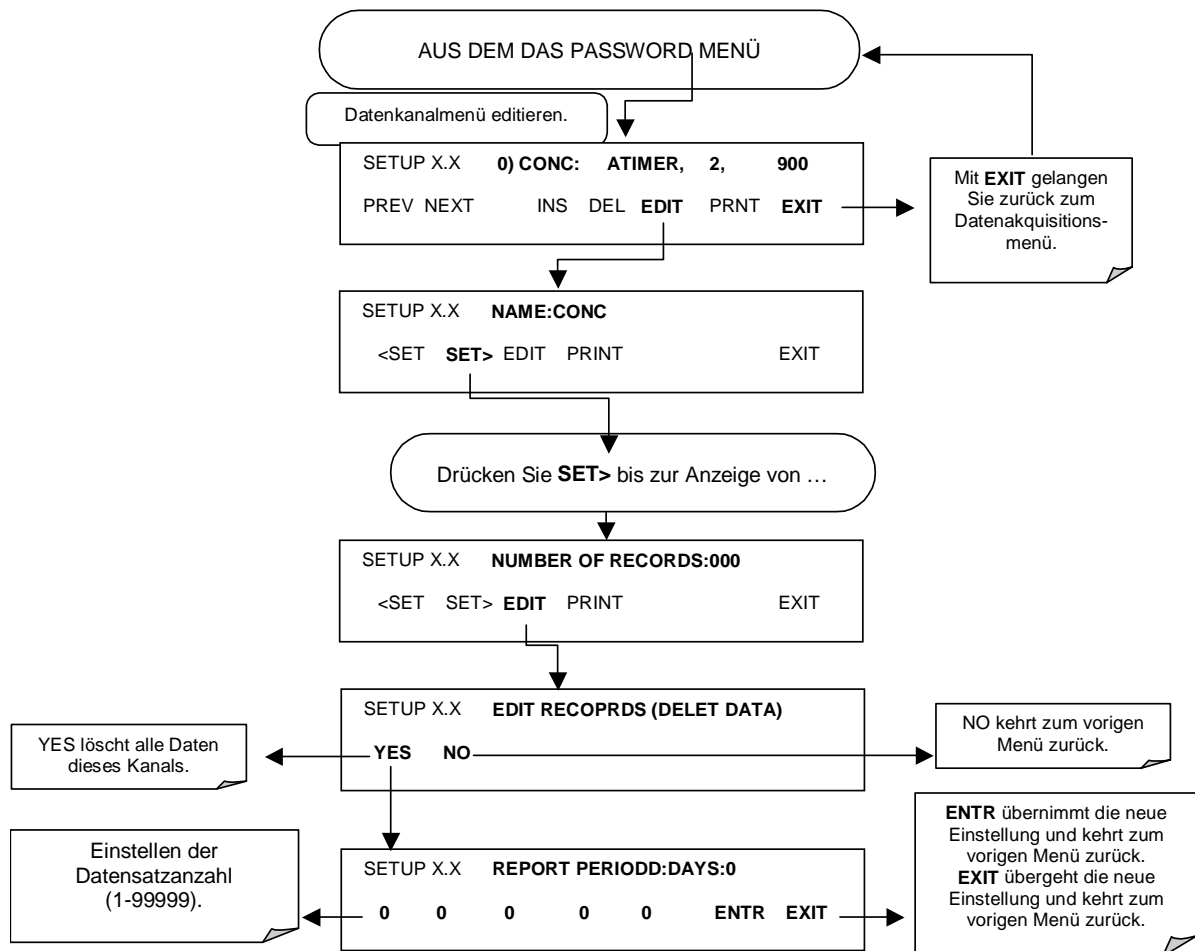 AUS DEM DAS PASSWORD MENÜ
Datenkanalmenü editieren.
SETUP X.X 0) CONC: ATIMER, 2, 900
PREV NEXT INS DEL EDIT PRNT EXIT
Mit EXIT gelangen
Sie zurück zum
Datenakquisitions-
menü.
SETUP X.X NAME:CONC
<SET SET> EDIT PRINT EXIT
Drücken Sie SET> bis zur Anzeige von …
SETUP X.X NUMBER OF RECORDS:000
<SET SET> EDIT PRINT EXIT
SETUP X.X EDIT RECOPRDS (DELET DATA)
YES NO
YES löscht alle Daten
dieses Kanals.
NO kehrt zum vorigen
Menü zurück.
Einstellen der
Datensatzanzahl
(1-99999).
SETUP X.X REPORT PERIODD:DAYS:0
0 0 0 0 0 ENTR EXIT
ENTR übernimmt die neue
Einstellung und kehrt zum
vorigen Menü zurück.
EXIT übergeht die neue
Einstellung und kehrt zum
vorigen Menü zurück.